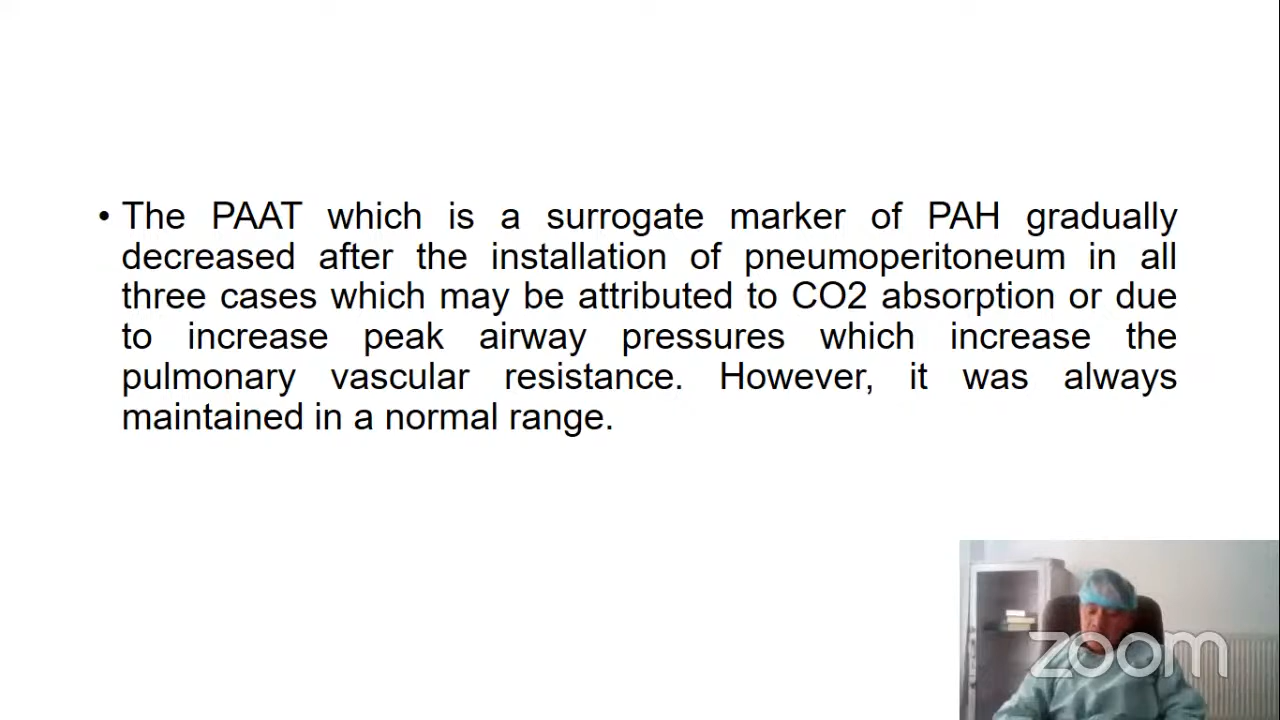 • The PAAT which is a surrogate marker of PAH gradually
decreased after the installation of pneumoperitoneum in all
three cases which may be attributed to CO2 absorption or due
to increase peak airway pressures which increase the
pulmonary vascular resistance. However, it was always
maintained in a normal range.
zoom